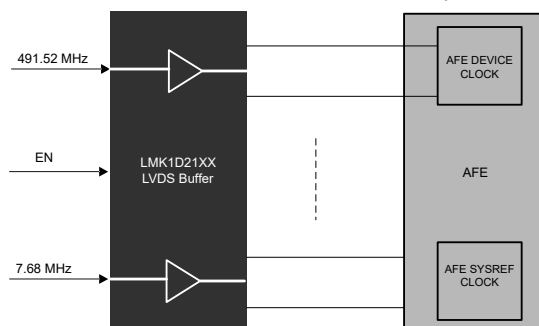 491.52 MHz
EN
7.68 MHz
LMK1D21XX
LVDS Buffer
AFE DEVICE
CLOCK
AFE
AFE SYSREF
CLOCK